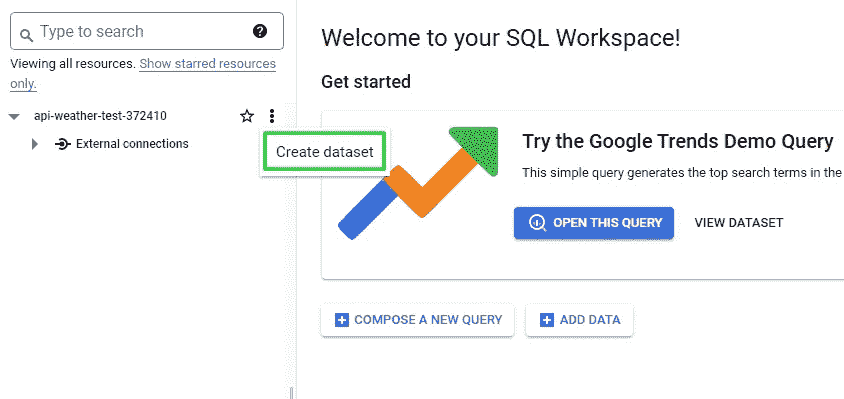 Type to search
Viewing all resources. Show starred resources
only.
api-weather-test-372410
External connections
Create dataset
Welcome to your SQL Workspace!
Get started
Try the Google Trends Demo Query
This simple query generates the top search terms in the
OPEN THIS QUERY
VIEW DATASET
COMPOSE A NEW QUERY
ADD DATA